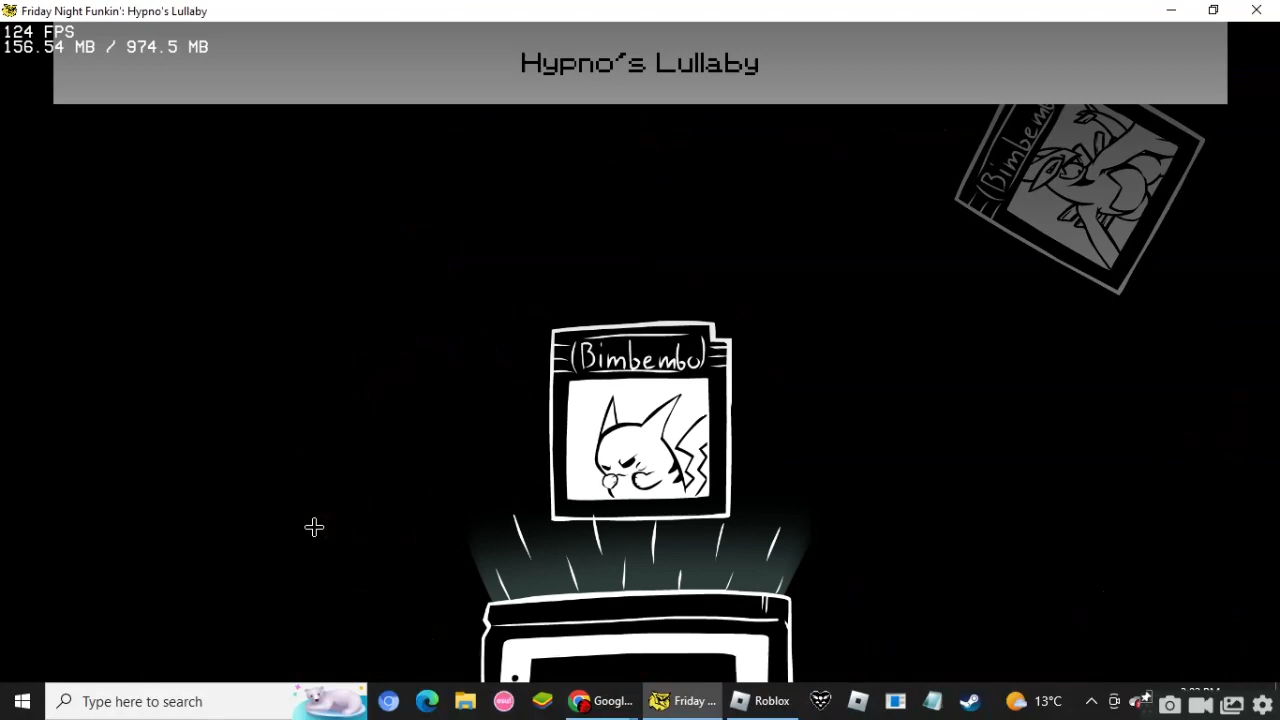 Friday Night Funkin': Hypno's Lullaby
124 FPS
156.54 MB / 974.5 MB
Hypno's Lullaby
(Bimbembo)
Type here to search
Googl...
Friday ...
Roblox
13°C